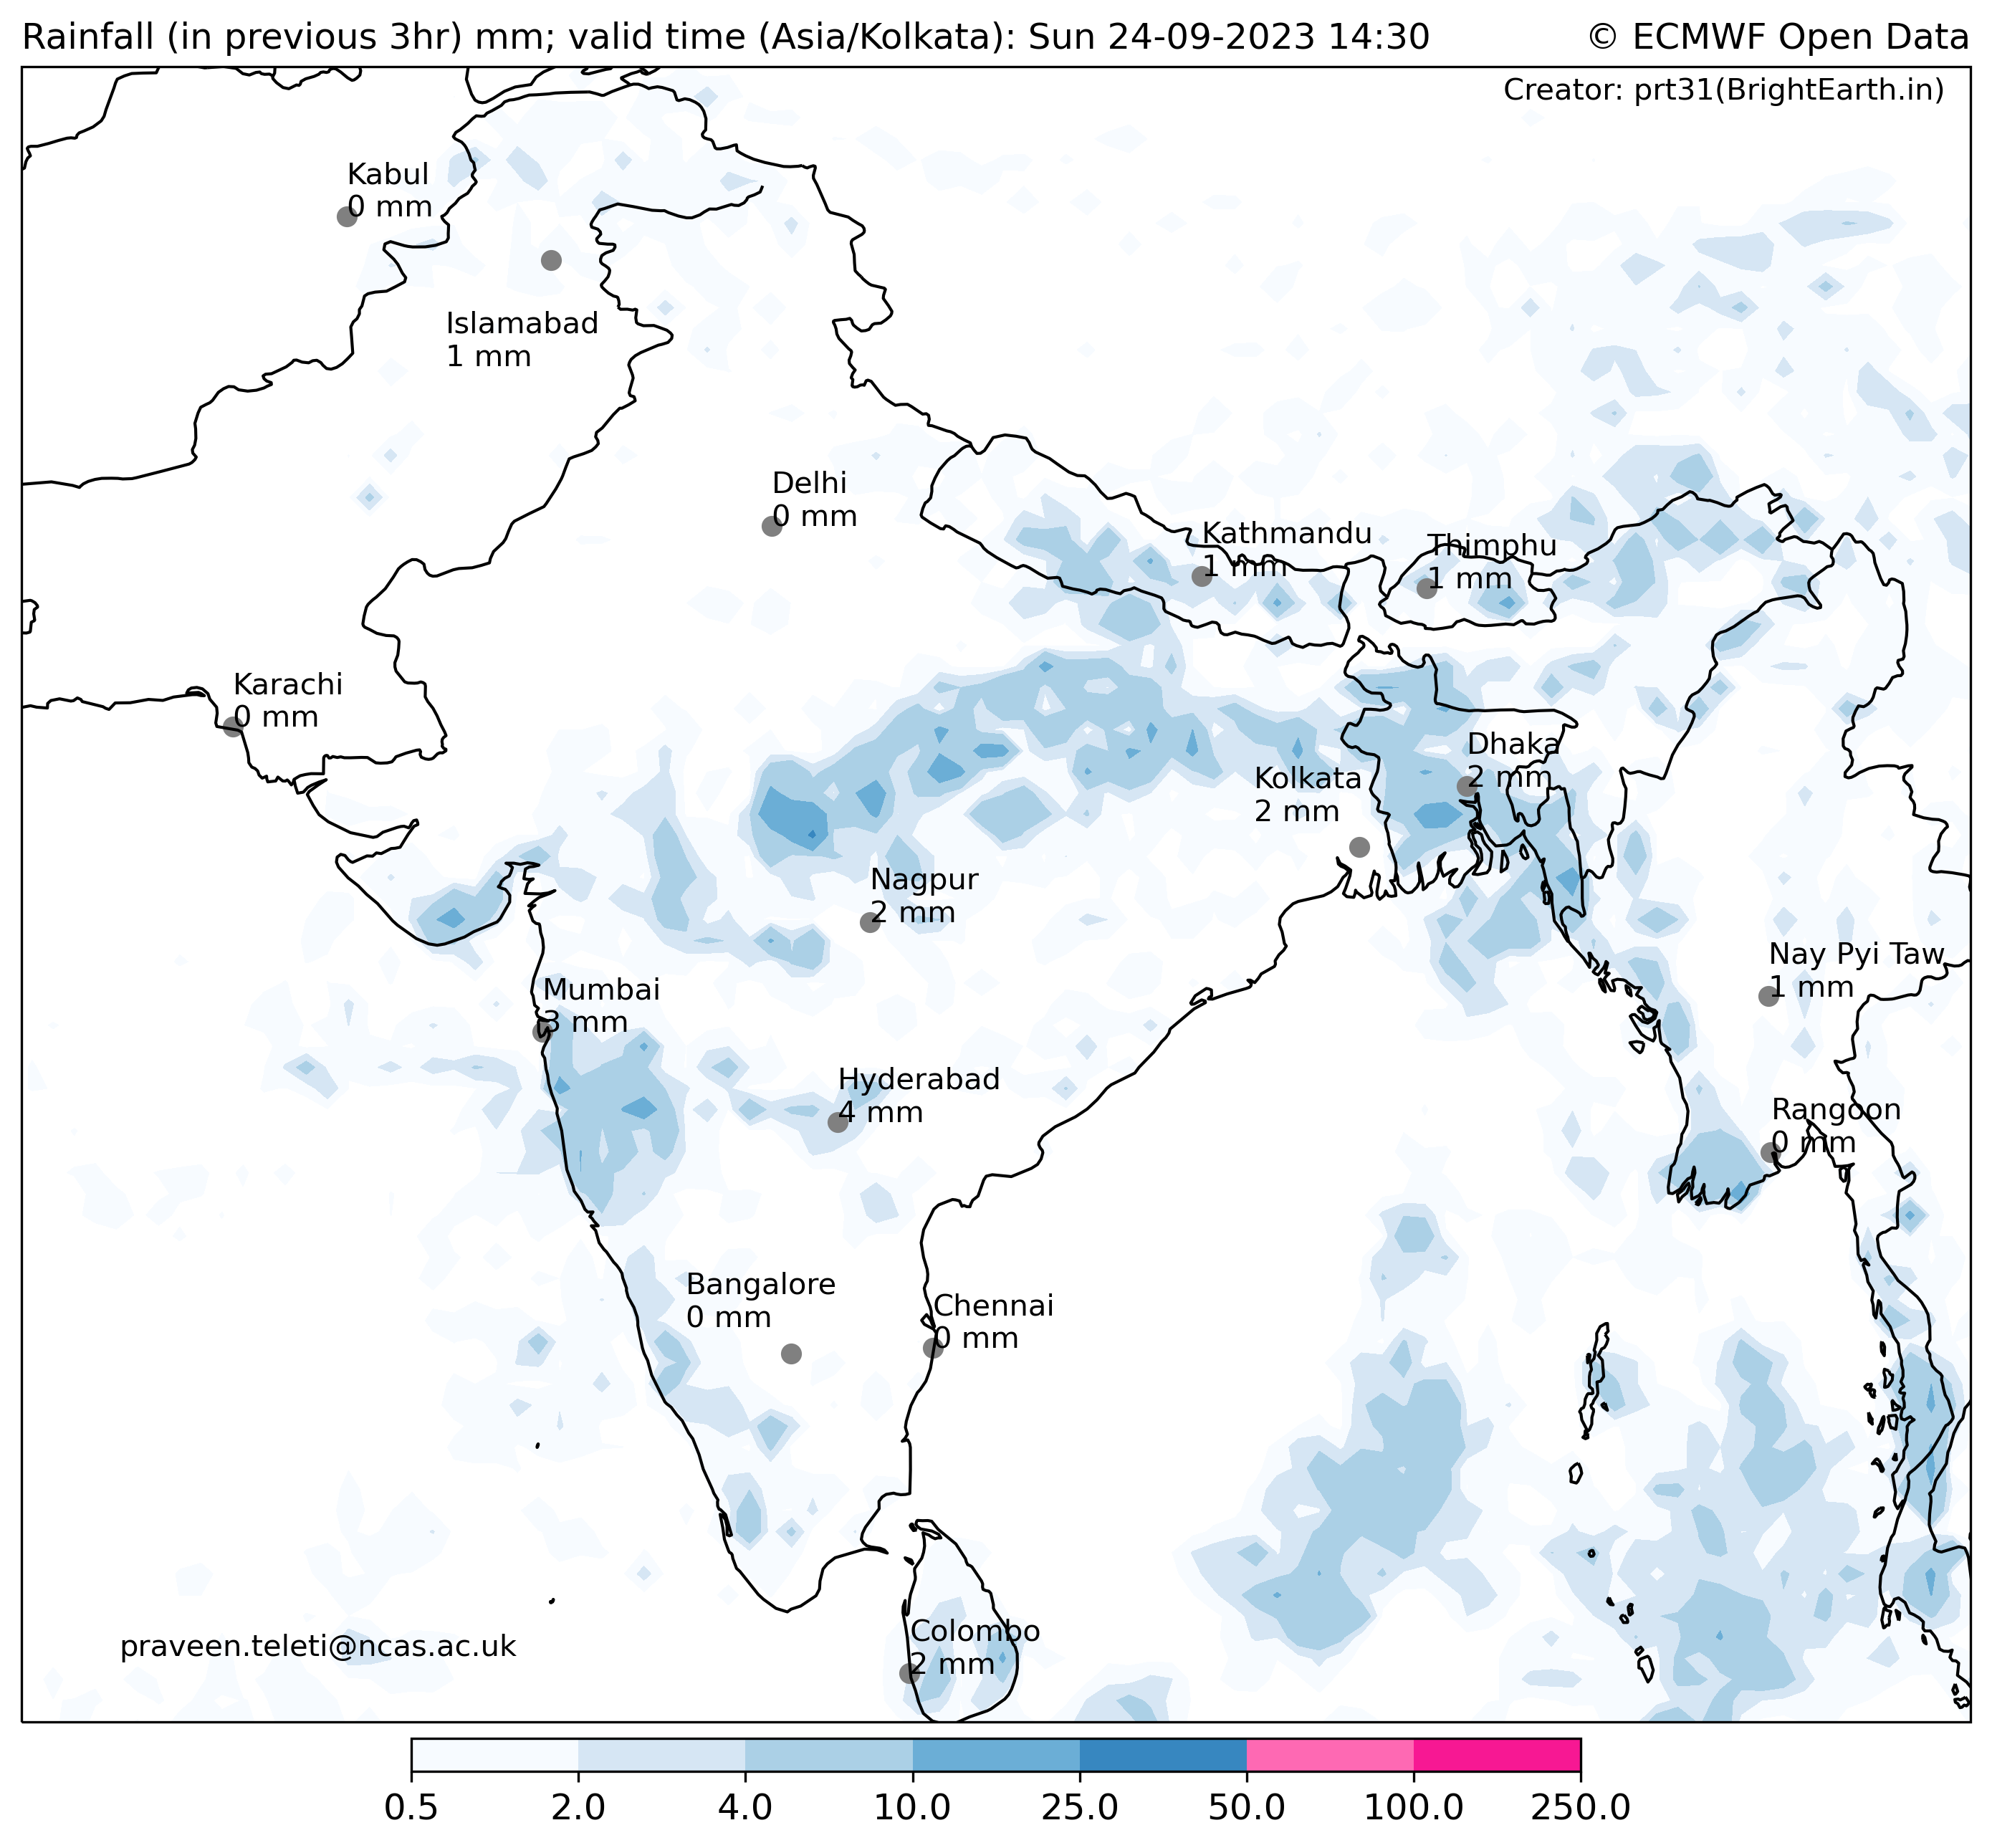 Rainfall (in previous 3hr) mm; valid time (Asia/Kolkata): Sun 24-09-2023 14:30
© ECMWF Open Data
Creator: prt31(BrightEarth.in)
Kabul
0 mm
Islamabad
1 mm
Delhi
0 mm
Kathmandu
1 mm
Thimphu
1 mm
Karachi
0 mm
Dhaka
2 mm
Kolkata
2 mm
Nagpur
2 mm
Nay Pyi Taw
1 mm
Mumbai
3 mm
Hyderabad
4 mm
Rangoon
0 mm
Bangalore
0 mm
Chennai
0 mm
Colombo
2 mm
praveen.teleti@ncas.ac.uk
0.5 2.0 4.0 10.0 25.0 50.0 100.0 250.0